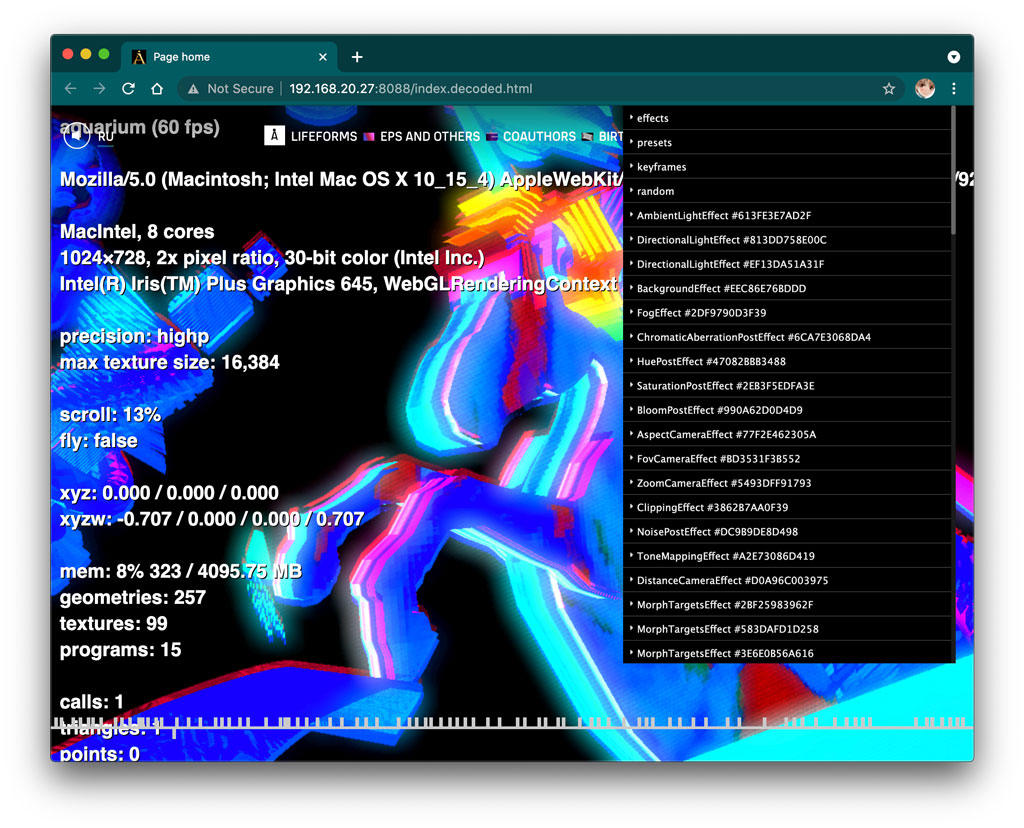 Page home
Not Secure
192.168.20.27:8088/index.decoded.html
aquarium (60 fps)
RU
Å LIFEFORMS EPS AND OTHERS COAUTHORS BIRT
Mozilla/5.0 (Macintosh; Intel Mac OS X 10_15_4) AppleWebKit/
/92
MacIntel, 8 cores
1024×728, 2x pixel ratio, 30-bit color (Intel Inc.)
Intel(R) Iris(TM) Plus Graphics 645, WebGLRenderingContext
precision: highp
max texture size: 16,384
scroll: 13%
fly: false
xyz: 0.000 / 0.000 / 0.000
xyzw: -0.707 / 0.000 / 0.000 / 0.707
mem: 8% 323 / 4095.75 MB
geometries: 257
textures: 99
programs: 15
calls: 1
triangles: 1
points: 0
effects
presets
keyframes
random
AmbientLightEffect #613FE3E7AD2F
DirectionalLightEffect #813DD758E00C
DirectionalLightEffect #EF13DA51A31F
BackgroundEffect #EEC86E76BDDD
FogEffect #2DF9790D3F39
ChromaticAberrationPostEffect #6CA7E3068DA4
HuePostEffect #47082BBB3488
SaturationPostEffect #2EB3F5EDFA3E
BloomPostEffect #990A62D0D4D9
AspectCameraEffect #77F2E462305A
FovCameraEffect #BD3531F3B552
ZoomCameraEffect #5493DFF91793
ClippingEffect #3862B7AA0F39
NoisePostEffect #DC9B9DE8D498
ToneMappingEffect #A2E73086D419
DistanceCameraEffect #D0A96C003975
MorphTargetsEffect #2BF25983962F
MorphTargetsEffect #583DAFD1D258
MorphTargetsEffect #3E6E0B56A616